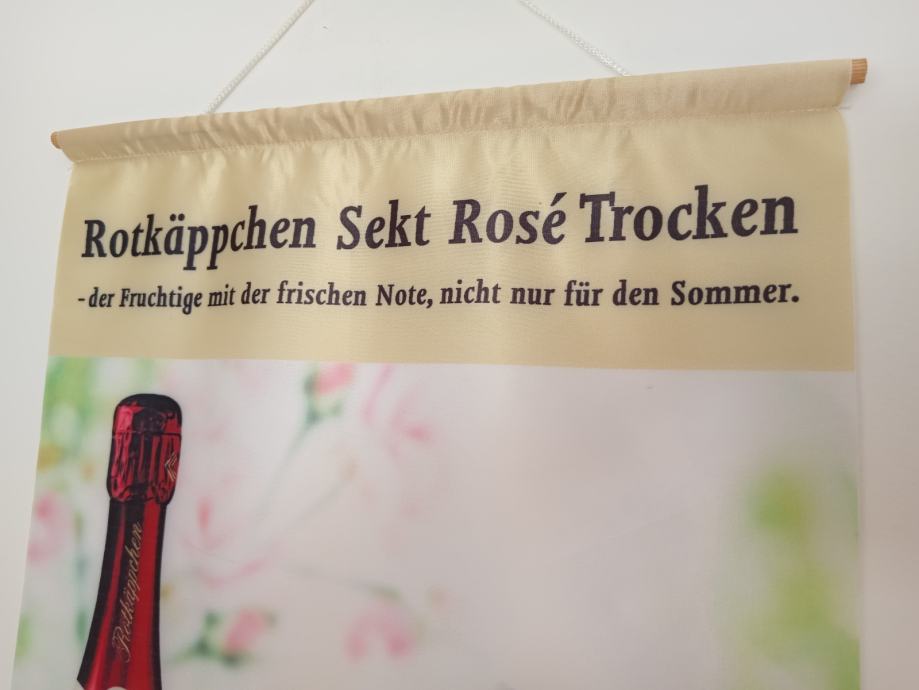 Rotkäppchen Sekt Rosé Trocken
- der Fruchtige mit der frischen Note, nicht nur für den Sommer.
Rotkäppchen